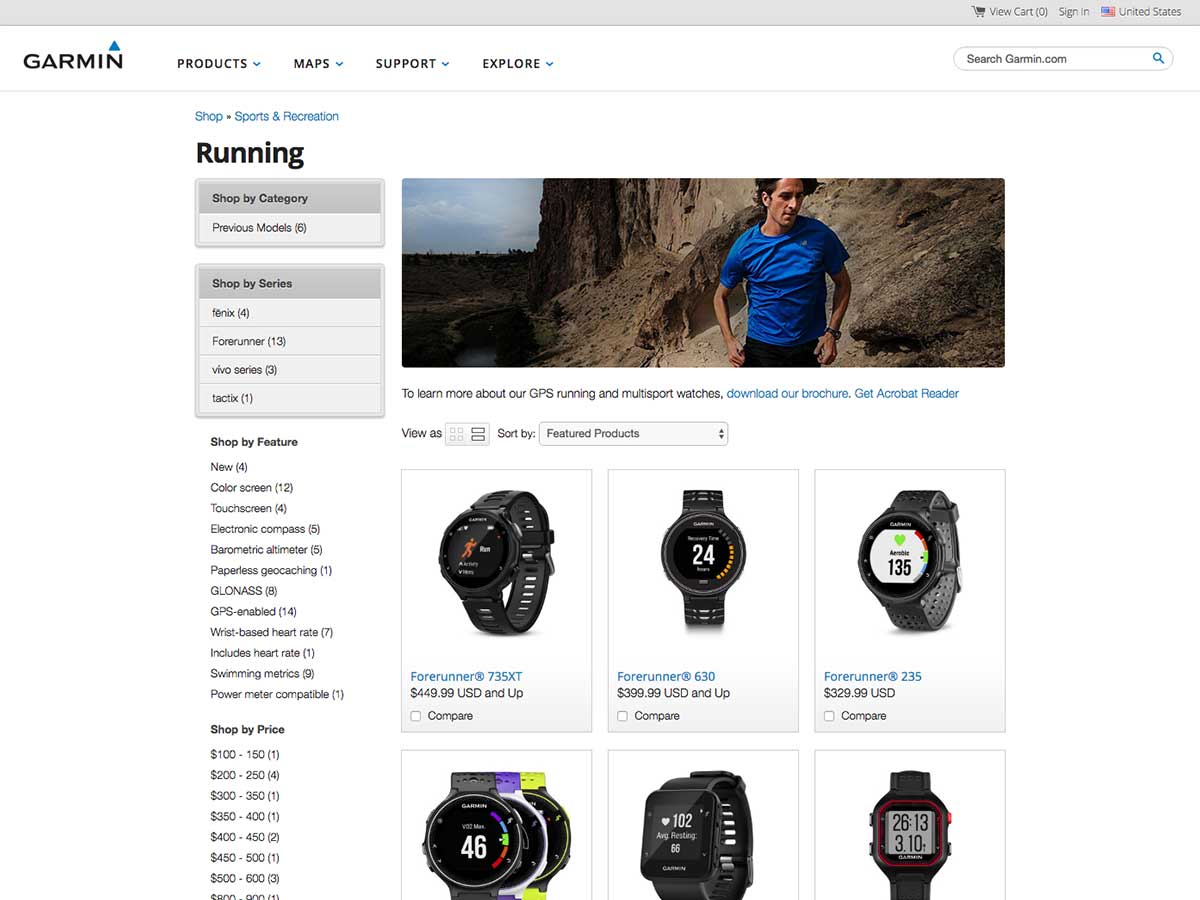 View Cart (0) Sign In United States
GARMIN
PRODUCTS MAPS SUPPORT EXPLORE
Search Garmin.com
Shop » Sports & Recreation
Running
Shop by Category
Previous Models (6)
Shop by Series
fēnix (4)
Forerunner (13)
vívo series (3)
tactix (1)
Shop by Feature
New (4)
Color screen (12)
Touchscreen (4)
Electronic compass (5)
Barometric altimeter (5)
Paperless geocaching (1)
GLONASS (8)
GPS-enabled (14)
Wrist-based heart rate (7)
Includes heart rate (1)
Swimming metrics (9)
Power meter compatible (1)
Shop by Price
$100 - 150 (1)
$200 - 250 (4)
$300 - 350 (1)
$350 - 400 (1)
$400 - 450 (2)
$450 - 500 (1)
$500 - 600 (3)
$800 - 900 (1)
To learn more about our GPS running and multisport watches, download our brochure. Get Acrobat Reader
View as Sort by: Featured Products
GARMIN
Run
Activity
Menu
Forerunner® 735XT
$449.99 USD and Up
Compare
GARMIN
Recovery Time
24
hours
Forerunner® 630
$399.99 USD and Up
Compare
GARMIN
Aerobic
135
Forerunner® 235
$329.99 USD
Compare
GARMIN
VO2 Max.
46
102
Avg. Resting:
66
GARMIN
26:13
3.10
GARMIN